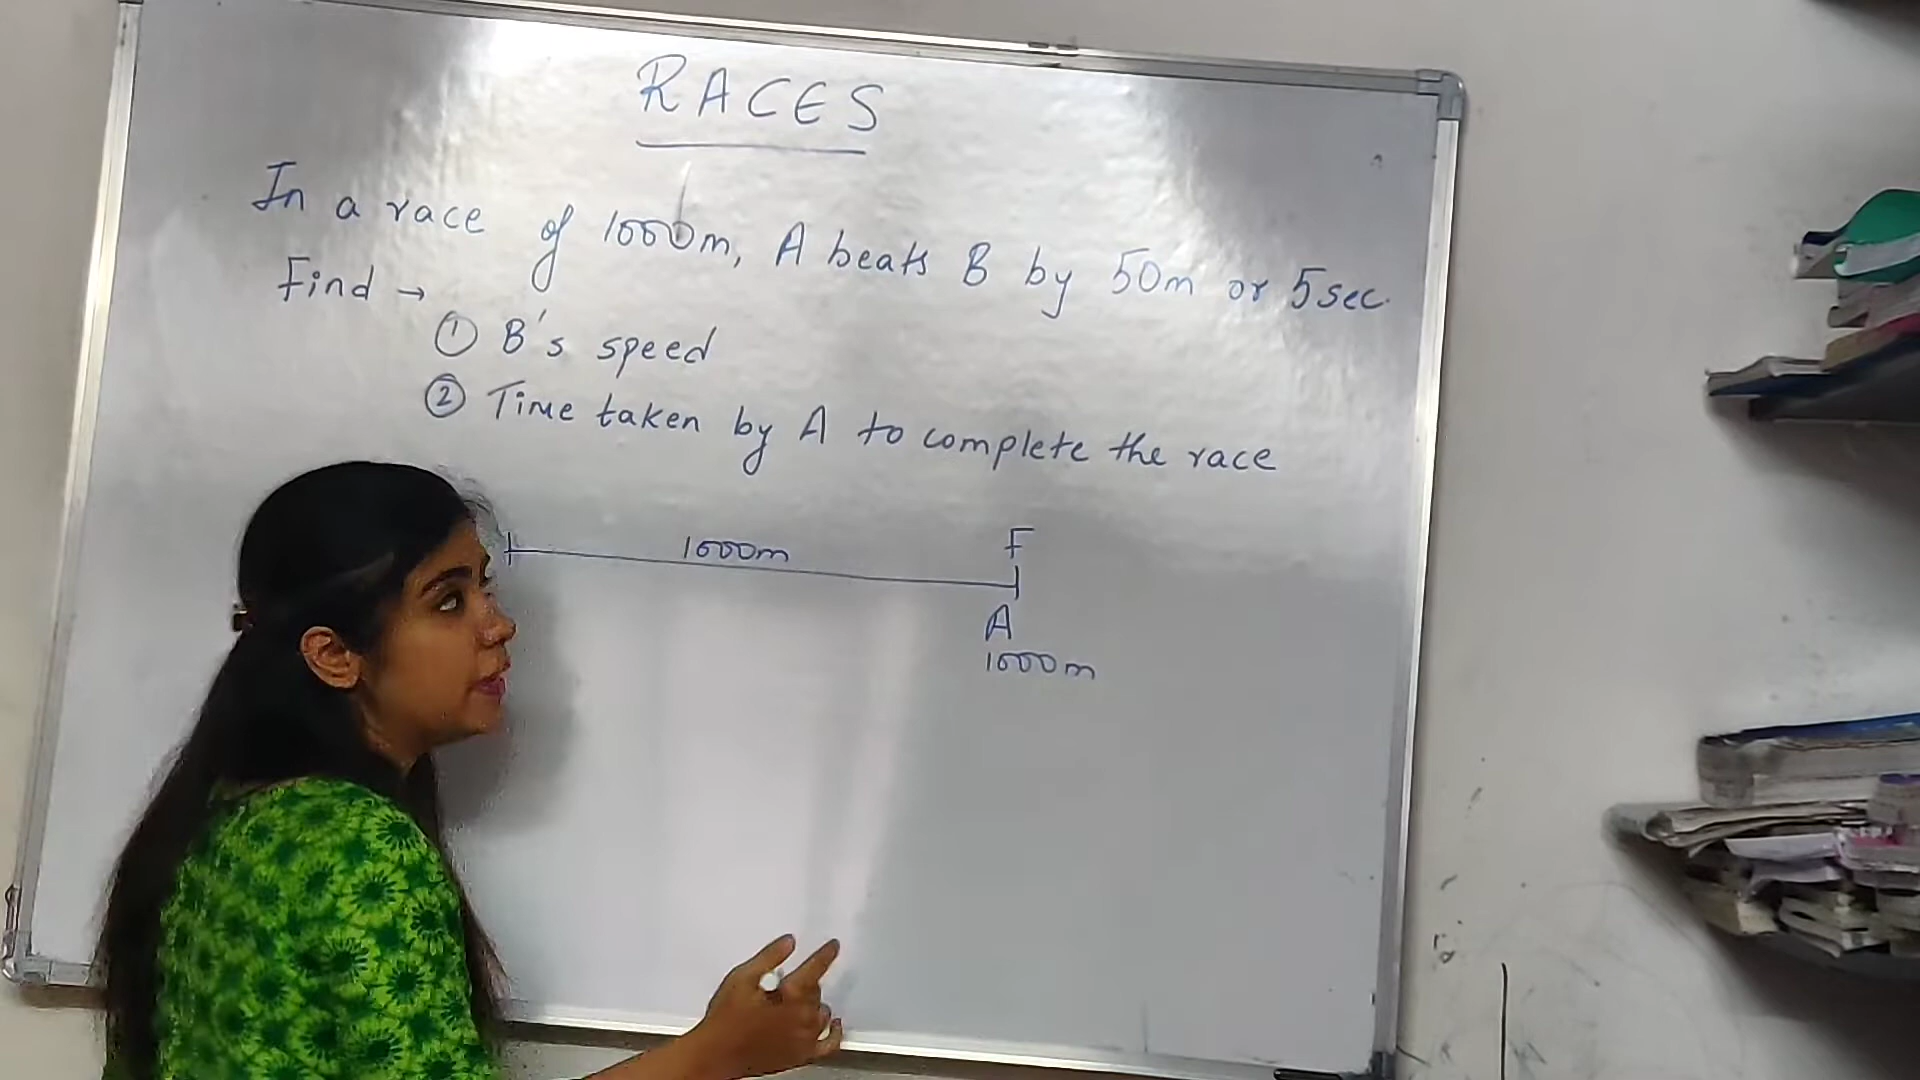 RACES
In a race of 1000m, A beats B by 50m or 5sec.
Find →
① B's speed
② Time taken by A to complete the race
1000m
F
A
1000m